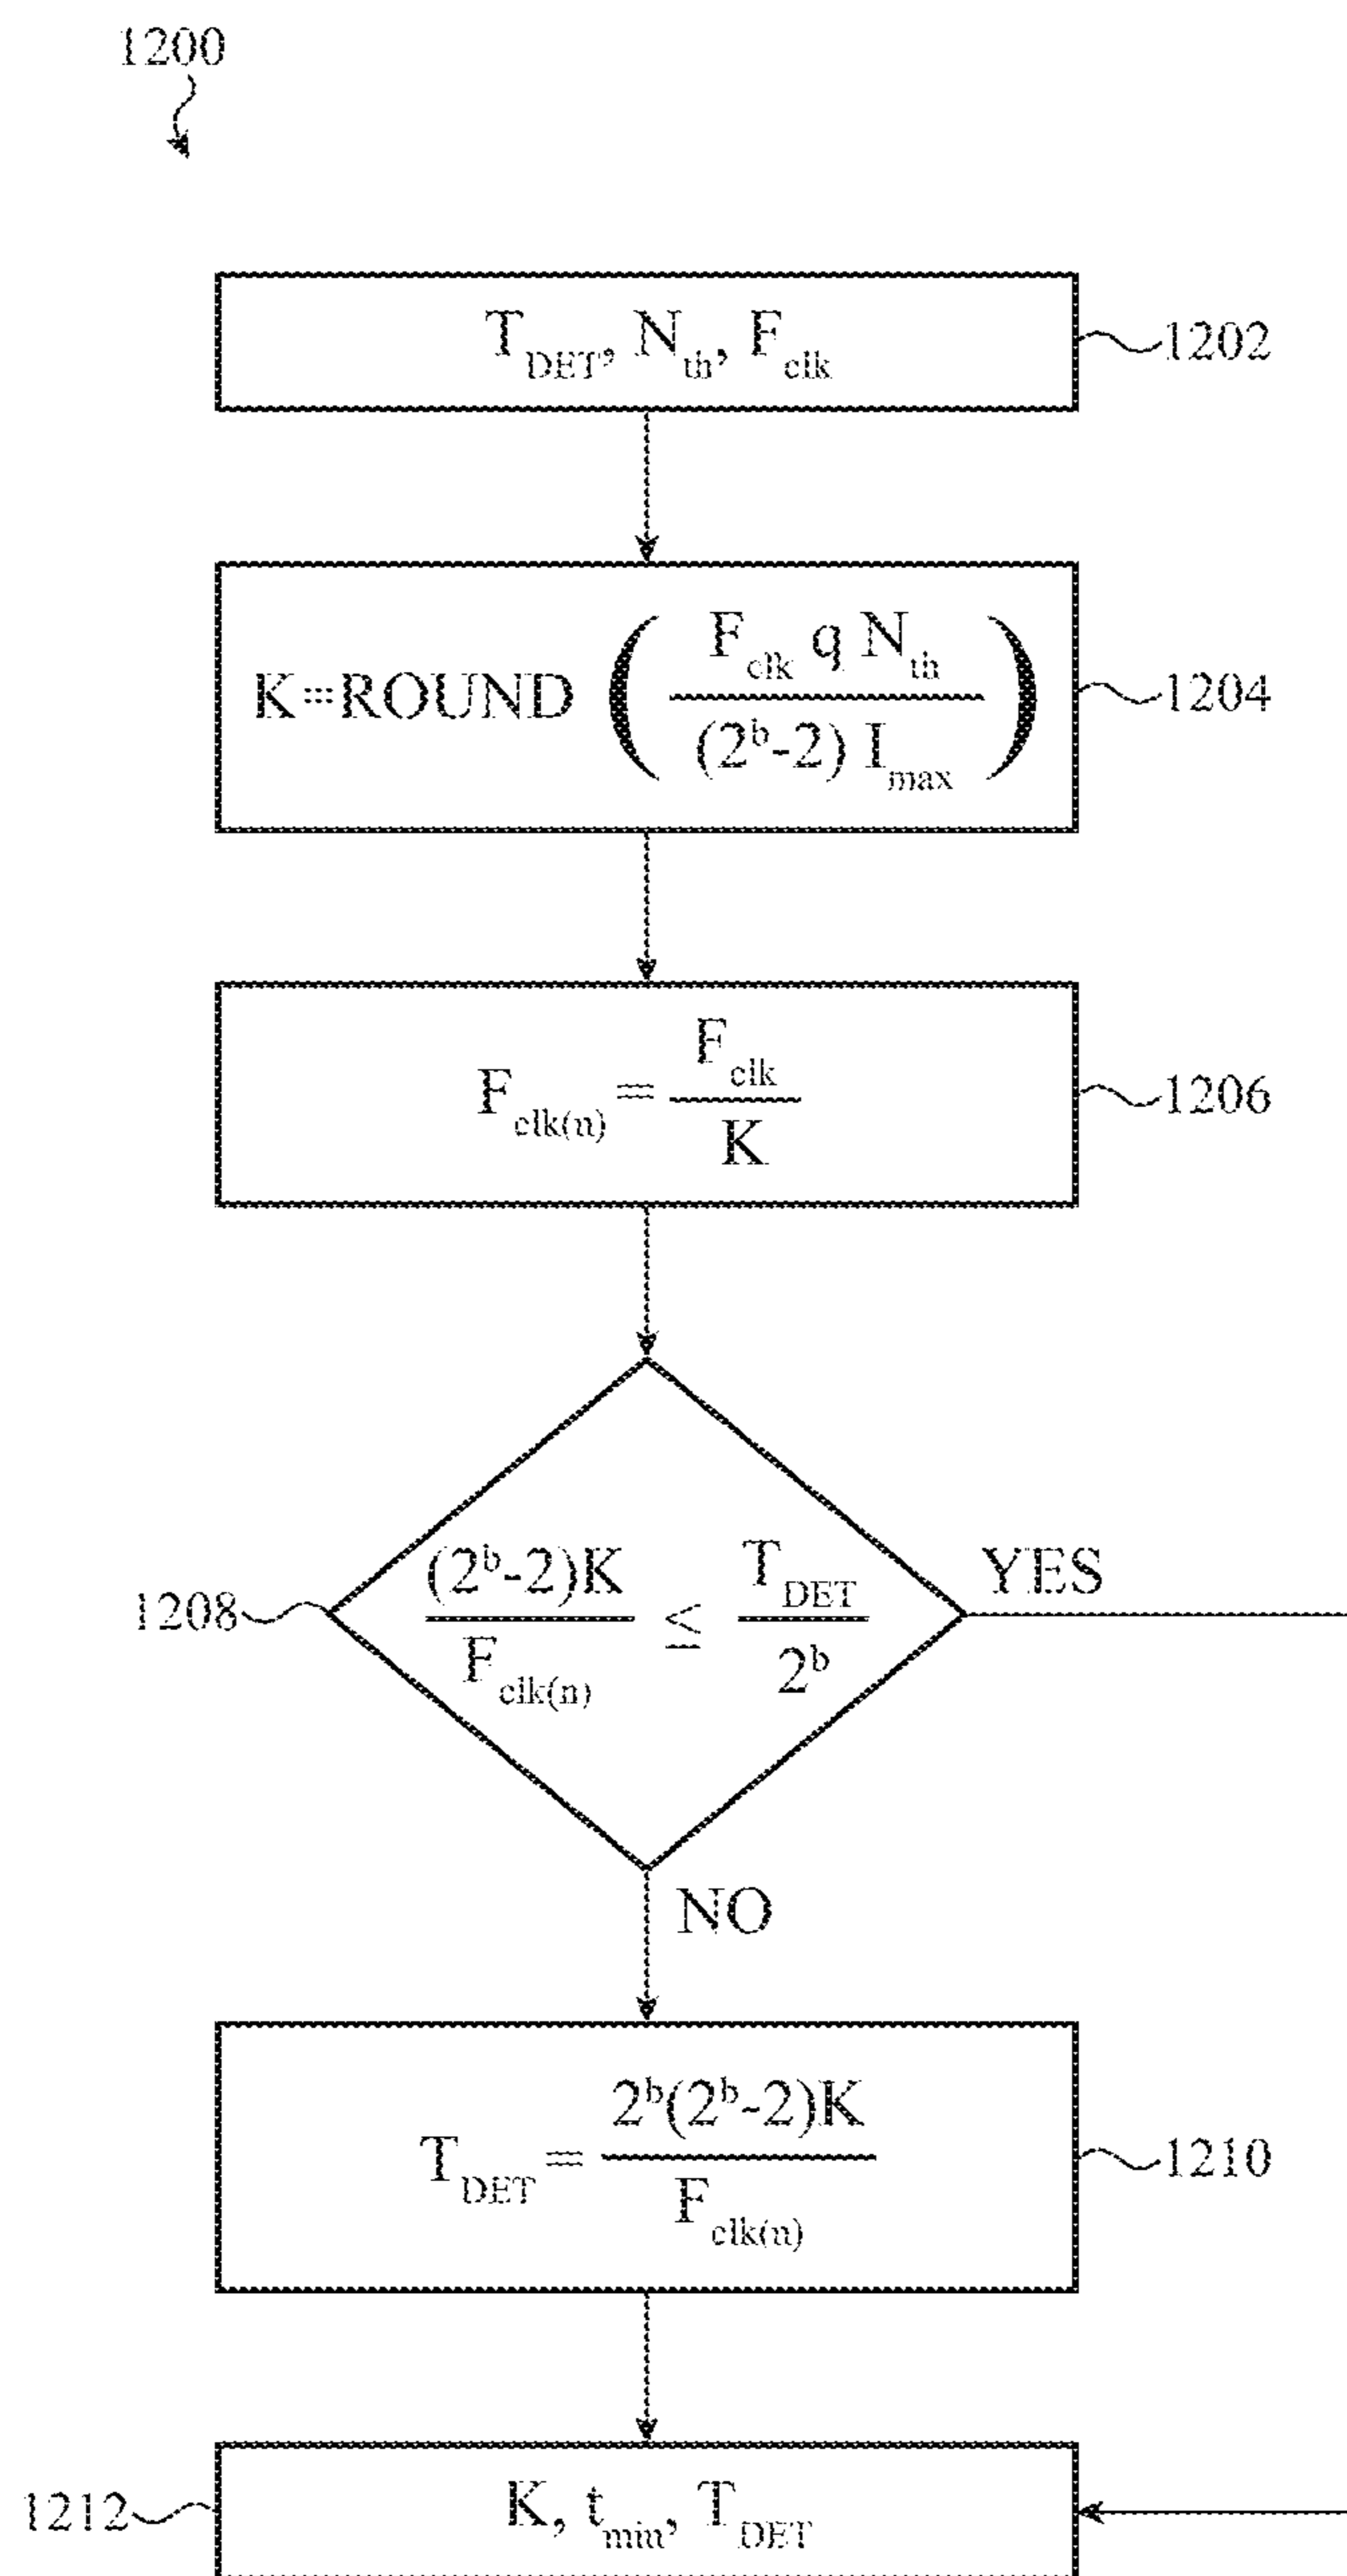 1200
T_DET, N_th, F_clk
1202
K=ROUND ( F_clk q N_th / (2^b-2) I_max )
1204
F_clk(n) = F_clk / K
1206
(2^b-2)K / F_clk(n) ≤ T_DET / 2^b
YES
1208
NO
T_DET = 2^b(2^b-2)K / F_clk(n)
1210
1212
K, t_min, T_DET